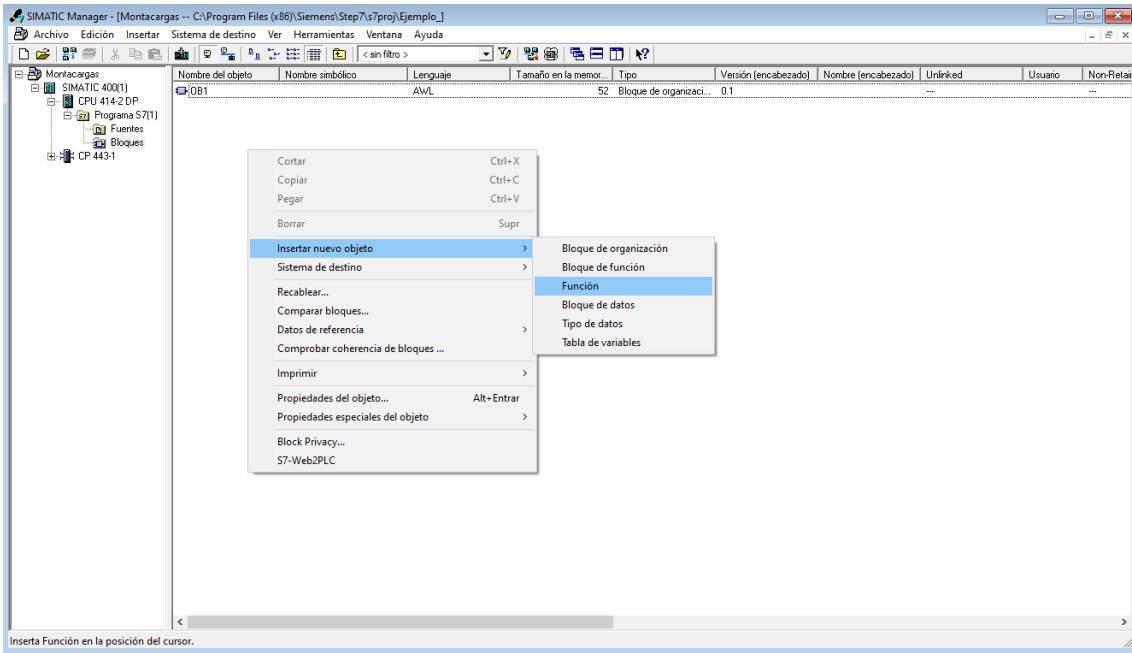 SIMATIC Manager - [Montacargas -- C:\Program Files (x86)\Siemens\Step7\s7proj\Ejemplo_]
Archivo Edición Insertar Sistema de destino Ver Herramientas Ventana Ayuda
< sin filtro >
Montacargas
SIMATIC 400(1)
CPU 414-2 DP
Programa S7(1)
Fuentes
Bloques
CP 443-1
Nombre del objeto Nombre simbólico Lenguaje Tamaño en la memor... Tipo Versión (encabezado) Nombre (encabezado) Unlinked Usuario Non-Retai
OB1 AWL 52 Bloque de organizaci... 0.1 --- ---
Cortar Ctrl+X
Copiar Ctrl+C
Pegar Ctrl+V
Borrar Supr
Insertar nuevo objeto >
Sistema de destino >
Recablear...
Comparar bloques...
Datos de referencia >
Comprobar coherencia de bloques ...
Imprimir >
Propiedades del objeto... Alt+Entrar
Propiedades especiales del objeto >
Block Privacy...
S7-Web2PLC
Bloque de organización
Bloque de función
Función
Bloque de datos
Tipo de datos
Tabla de variables
Inserta Función en la posición del cursor.